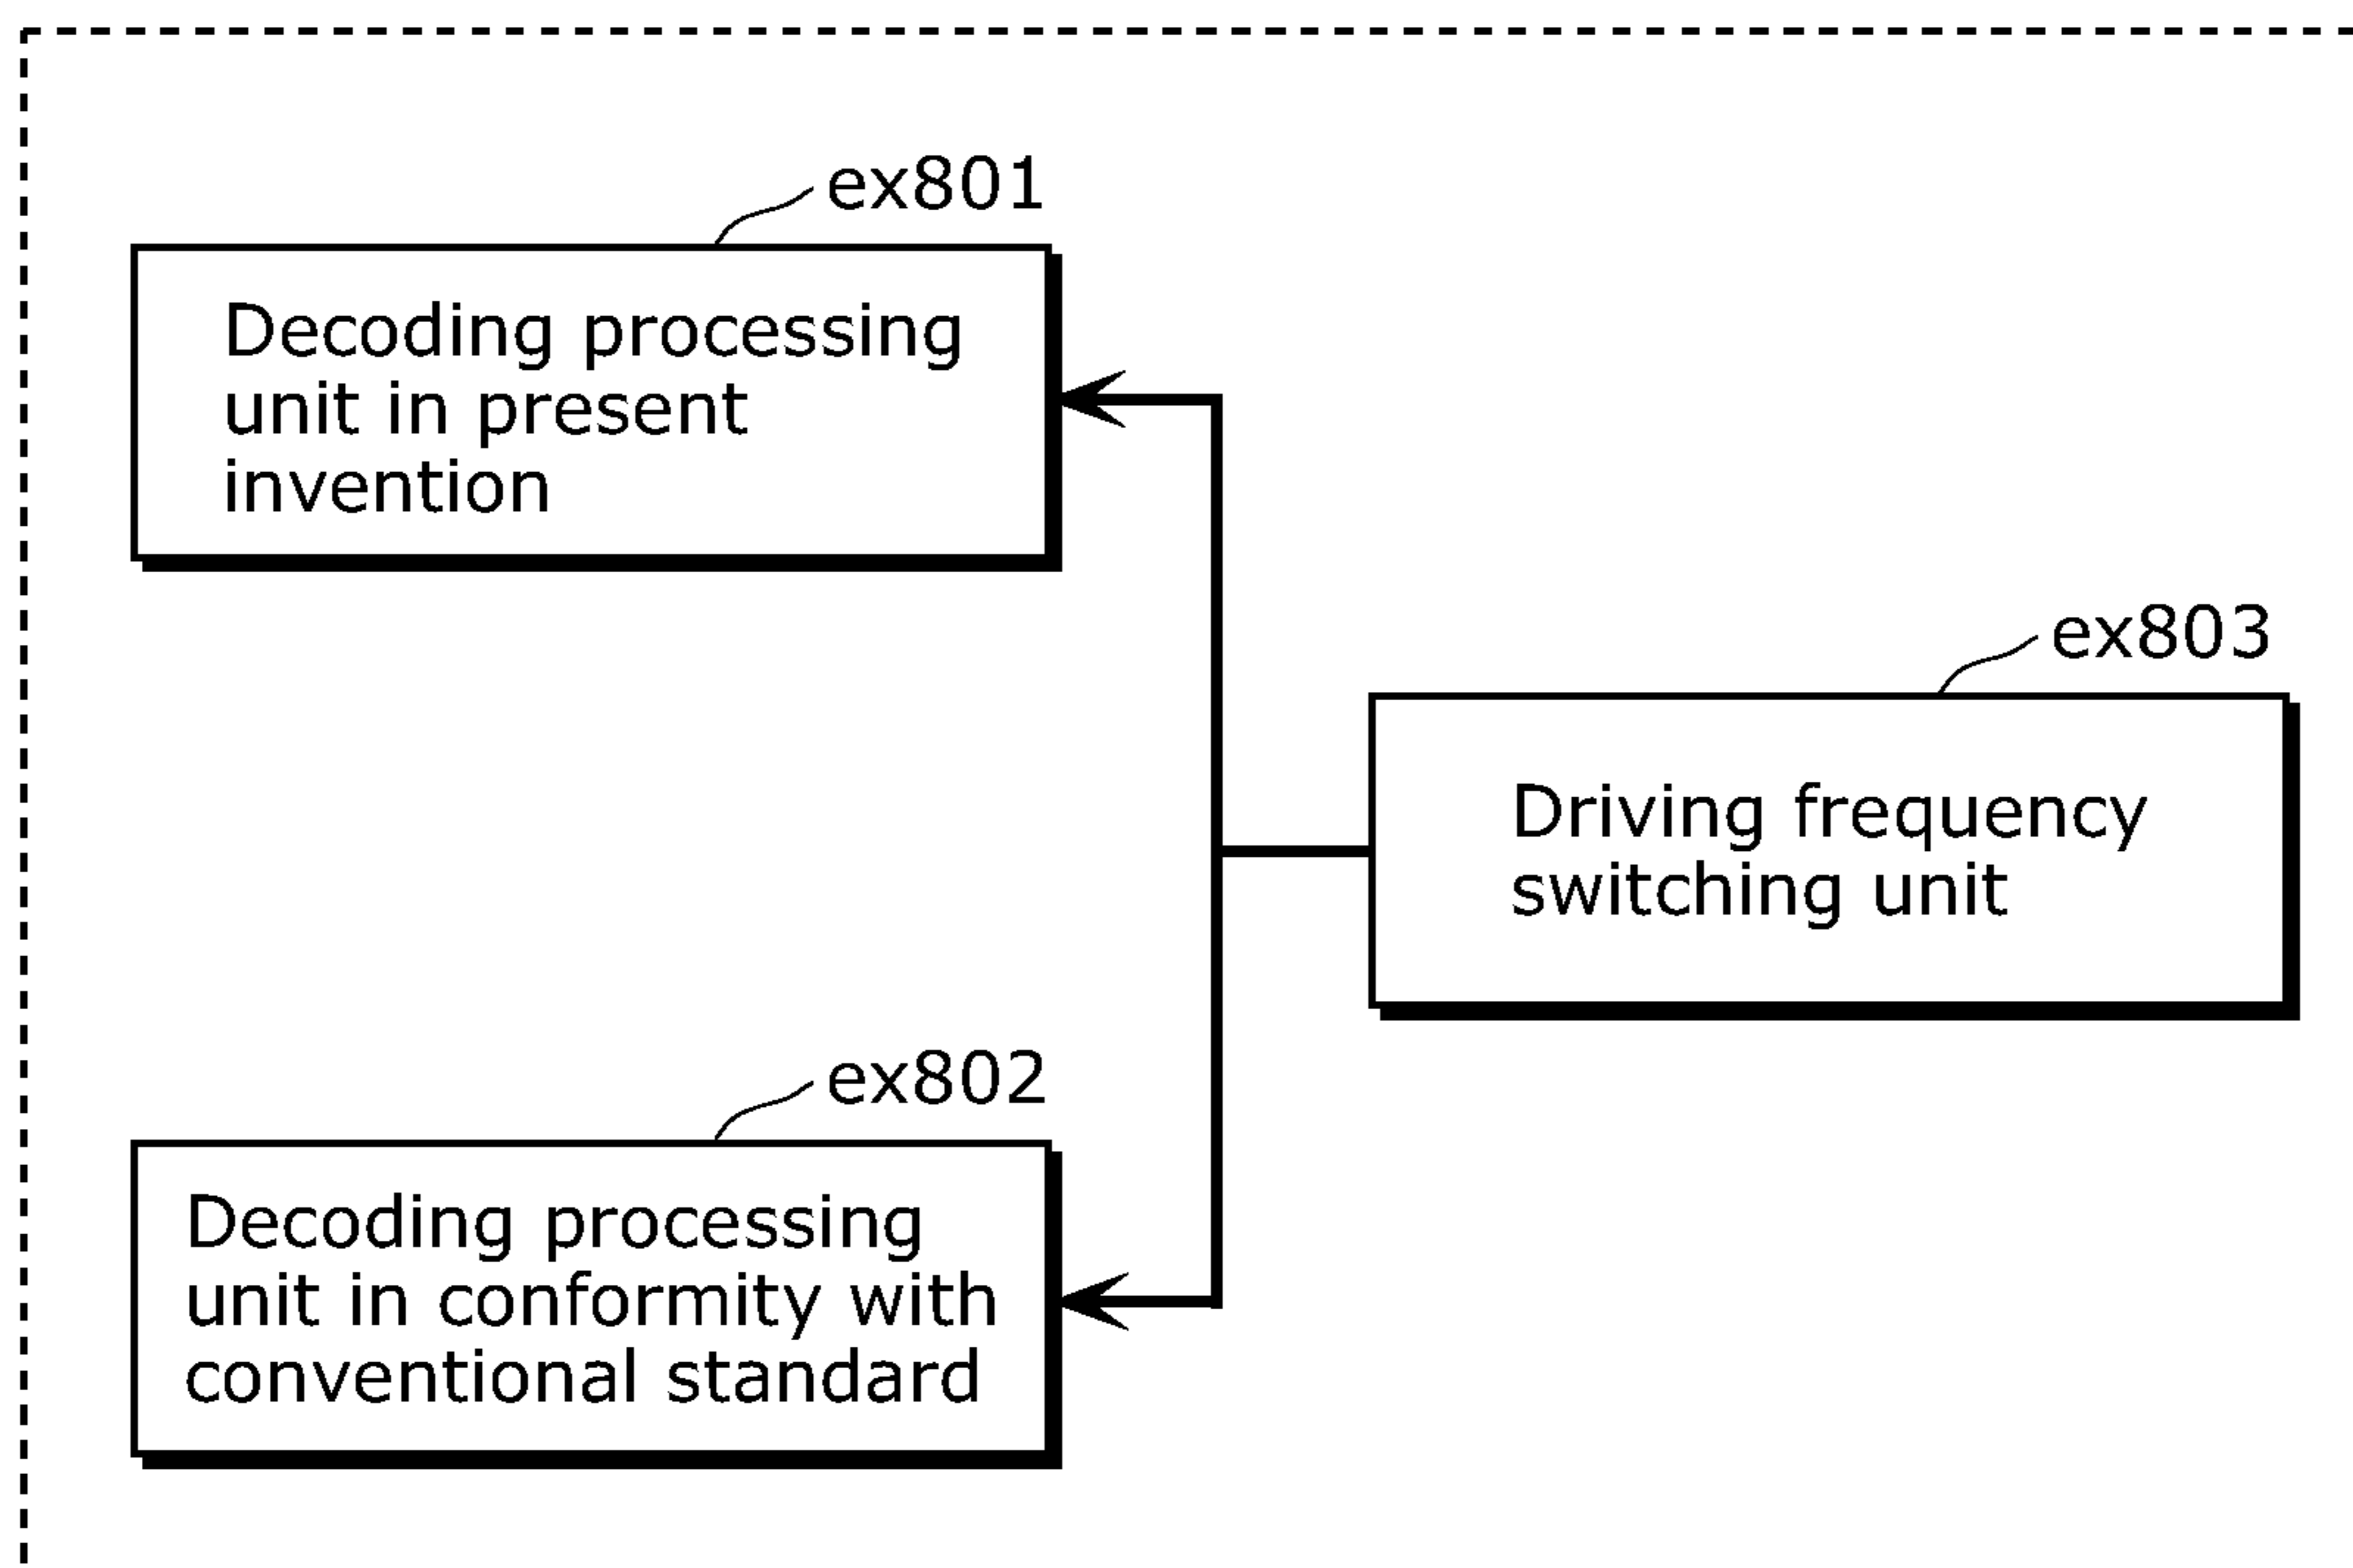 ex801
Decoding processing
unit in present
invention
ex803
Driving frequency
switching unit
ex802
Decoding processing
unit in conformity with
conventional standard